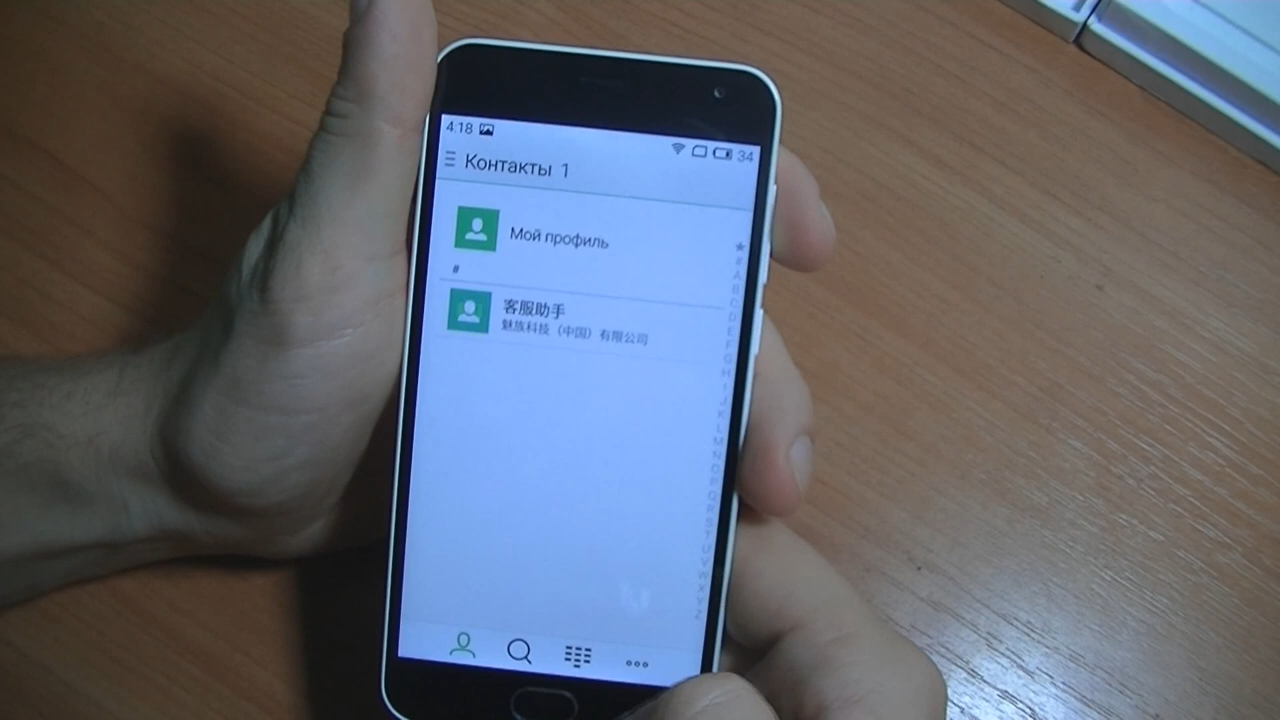 4:18
34
Контакты 1
Мой профиль
#
客服助手
魅族科技（中国）有限公司
#
A
B
C
D
E
F
G
H
I
J
K
L
M
N
O
P
Q
R
S
T
U
V
W
X
Y
Z